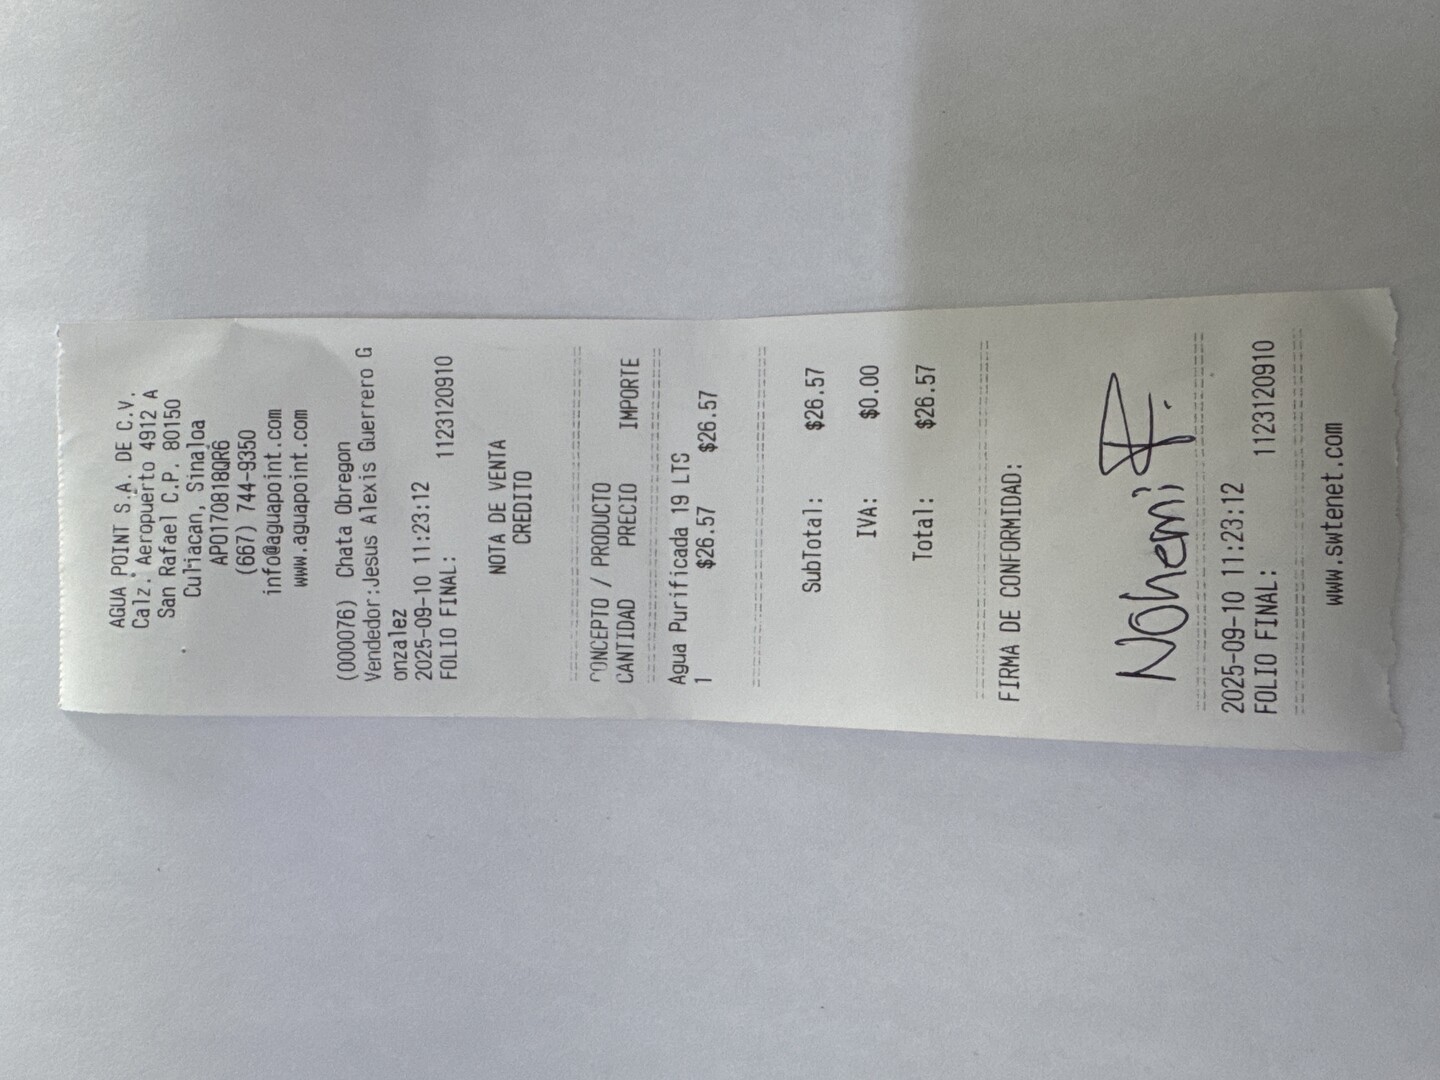 AGUA POINT S.A. DE C.V.
Calz. Aeropuerto 4912 A
San Rafael C.P. 80150
Culiacan, Sinaloa
APO170818QR6
(667) 744-9350
info@aguapoint.com
www.aguapoint.com
(000076) Chata Obregon
Vendedor:Jesus Alexis Guerrero G
onzalez
2025-09-10 11:23:12
FOLIO FINAL: 1123120910
NOTA DE VENTA
CREDITO
CONCEPTO / PRODUCTO
CANTIDAD PRECIO IMPORTE
Agua Purificada 19 LTS
1 $26.57 $26.57
SubTotal: $26.57
IVA: $0.00
Total: $26.57
FIRMA DE CONFORMIDAD:
Nohemi
2025-09-10 11:23:12
FOLIO FINAL: 1123120910
www.swtenet.com